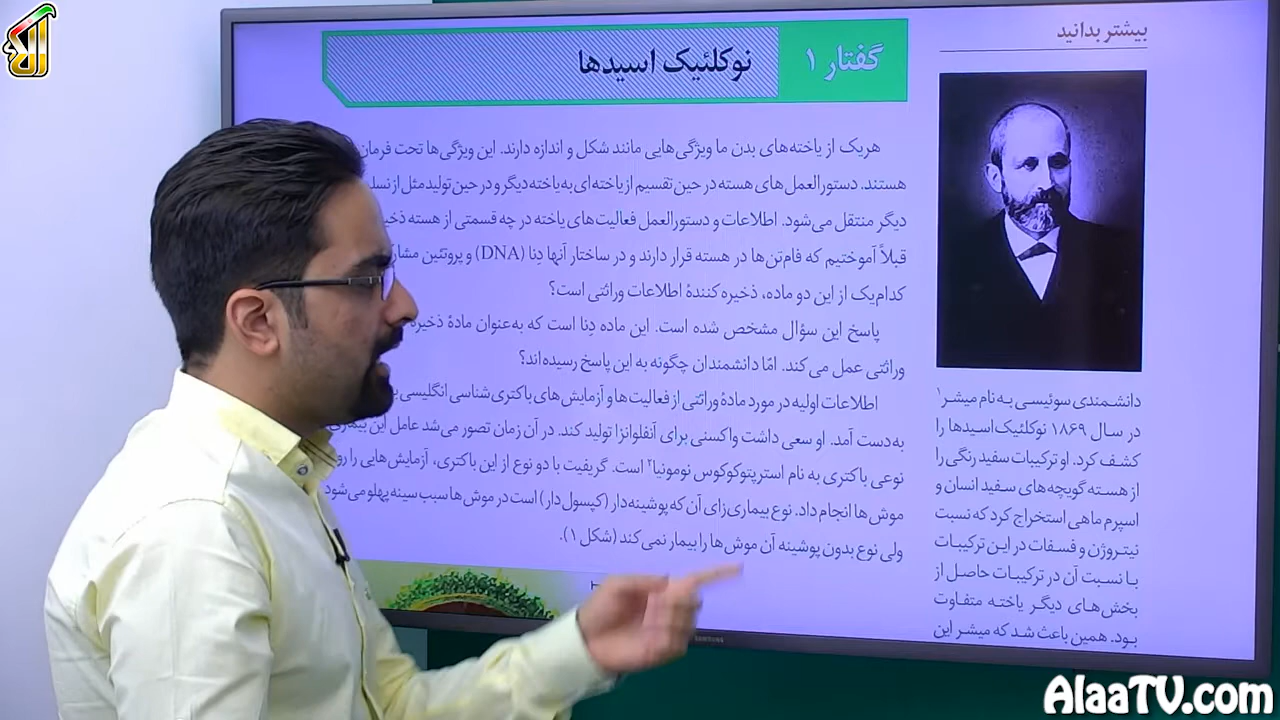 بیشتر بدانید
گفتار ۱
نوکلئیک اسیدها
هریک از یاخته‌های بدن ما ویژگی‌هایی مانند شکل و اندازه دارند. این ویژگی‌ها تحت فرمان
هستند. دستورالعمل‌های هسته در حین تقسیم از یاخته‌ای به یاخته دیگر و در حین تولیدمثل از نسلی
دیگر منتقل می‌شود. اطلاعات و دستورالعمل فعالیت‌های یاخته در چه قسمتی از هسته
قبلاً آموختیم که فام‌تن‌ها در هسته قرار دارند و در ساختار آنها دِنا (DNA) و پروتئین
کدام‌یک از این دو ماده، ذخیره کنندهٔ اطلاعات وراثتی است؟
پاسخ این سؤال مشخص شده است. این ماده دِنا است که به‌عنوان مادهٔ
وراثتی عمل می‌کند. امّا دانشمندان چگونه به این پاسخ رسیده‌اند؟
اطلاعات اولیه در مورد مادهٔ وراثتی از فعالیت‌ها و آزمایش‌های باکتری‌شناسی انگلیسی
به‌دست آمد. او سعی داشت واکسنی برای آنفلوانزا تولید کند. در آن زمان تصور می‌شد عامل این بیماری
نوعی باکتری به نام استرپتوکوکوس نومونیا۲ است. گریفیت با دو نوع از این باکتری، آزمایش‌هایی را
موش‌ها انجام داد. نوع بیماری‌زای آن که پوشینه‌دار (کپسول‌دار) است در موش‌ها سبب سینه‌پهلو می‌شود
ولی نوع بدون پوشینه آن موش‌ها را بیمار نمی‌کند (شکل ۱).
دانشمندی سوئیسی به نام میشر۱
در سال ۱۸۶۹ نوکلئیک‌اسیدها را
کشف کرد. او ترکیبات سفید رنگی را
از هسته گویچه‌های سفید انسان و
اسپرم ماهی استخراج کرد که نسبت
نیتروژن و فسفات در این ترکیبات
با نسبت آن در ترکیبات حاصل از
بخش‌های دیگر یاخته متفاوت
بود. همین باعث شد که میشر این
SAMSUNG
AlaaTV.com